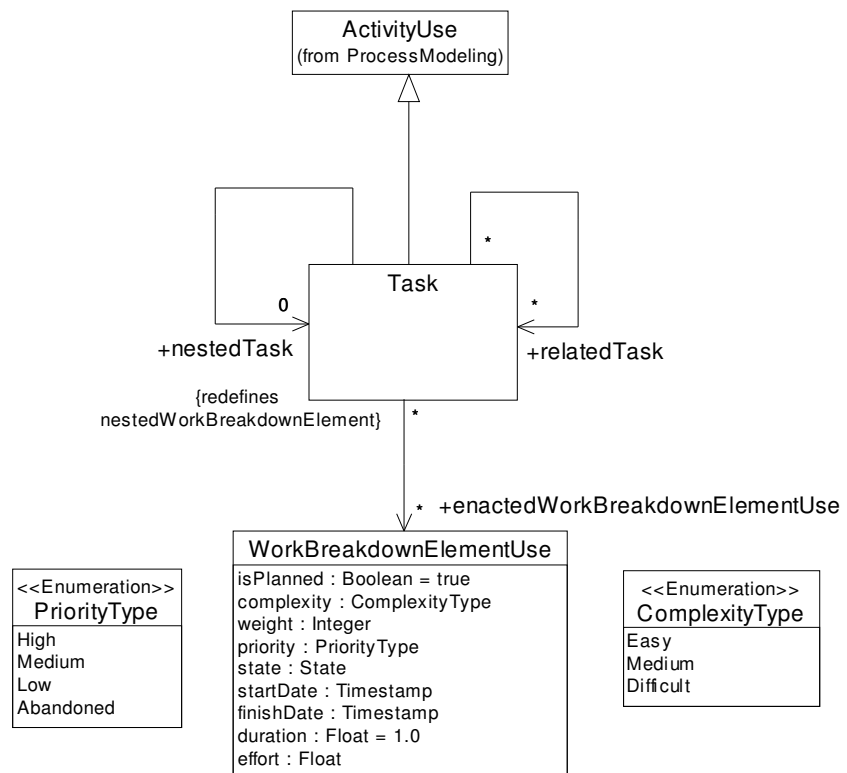 ActivityUse
(from ProcessModeling)
*
Task
0
*
+nestedTask
+relatedTask
{redefines
nestedWorkBreakdownElement}
*
* +enactedWorkBreakdownElementUse
WorkBreakdownElementUse
isPlanned : Boolean = true
complexity : ComplexityType
weight : Integer
priority : PriorityType
state : State
startDate : Timestamp
finishDate : Timestamp
duration : Float = 1.0
effort : Float
<<Enumeration>>
PriorityType
High
Medium
Low
Abandoned
<<Enumeration>>
ComplexityType
Easy
Medium
Difficult